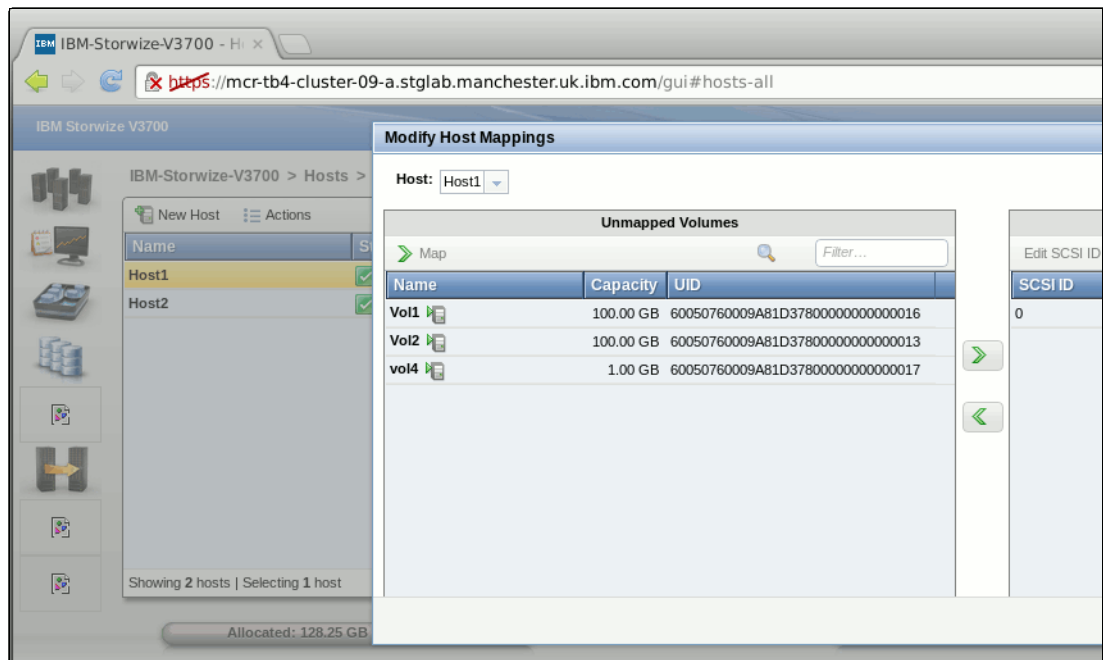 IBM IBM-Storwize-V3700 - H
https://mcr-tb4-cluster-09-a.stglab.manchester.uk.ibm.com/gui#hosts-all
IBM Storwize V3700
IBM-Storwize-V3700 > Hosts >
New Host Actions
Name S
Host1
Host2
Showing 2 hosts | Selecting 1 host
Allocated: 128.25 GB
Modify Host Mappings
Host: Host1
Unmapped Volumes
Map Filter...
Name Capacity UID
Vol1 100.00 GB 60050760009A81D37800000000000016
Vol2 100.00 GB 60050760009A81D37800000000000013
vol4 1.00 GB 60050760009A81D37800000000000017
Edit SCSI ID
SCSI ID
0